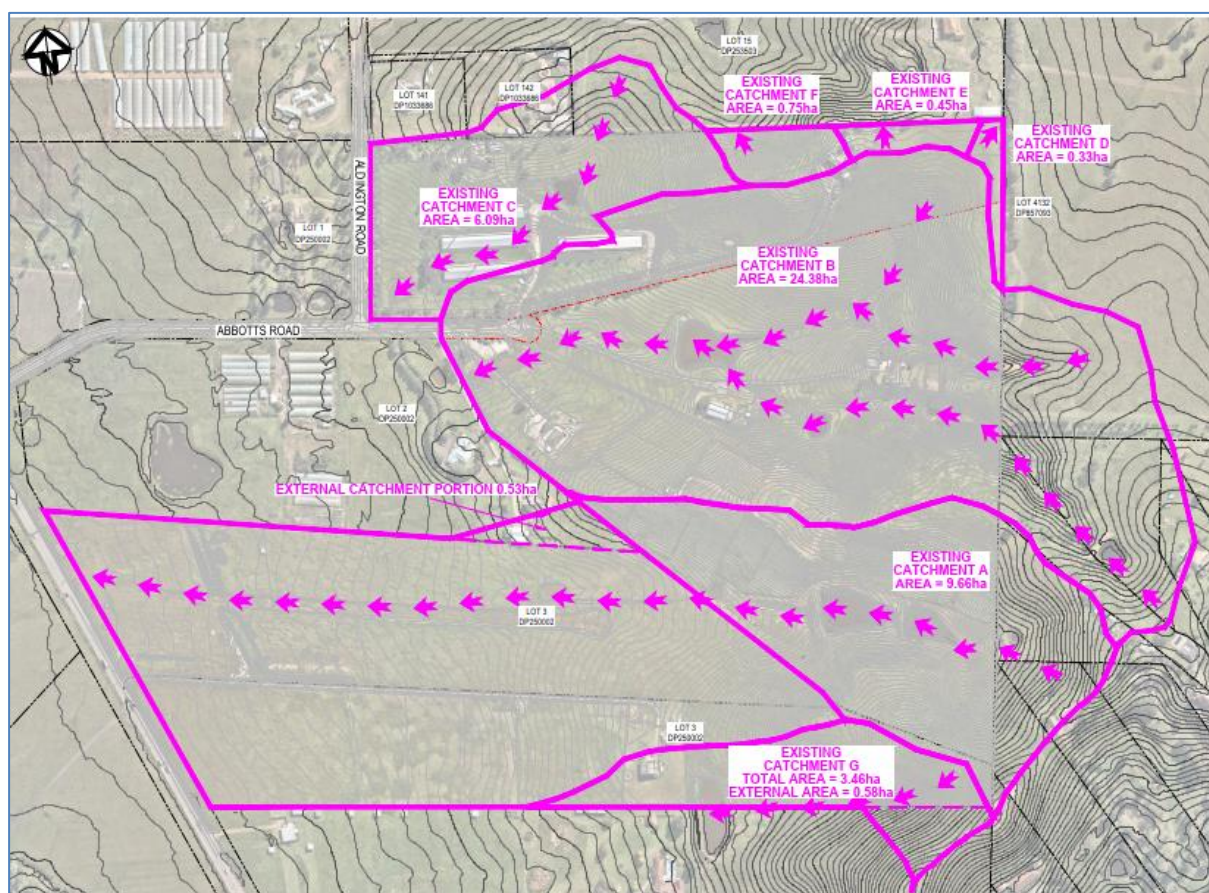 N
LOT 15
DP253503
LOT 141
DP1033686
LOT 142
DP1033686
EXISTING
CATCHMENT F
AREA = 0.75ha
EXISTING
CATCHMENT E
AREA = 0.45ha
EXISTING
CATCHMENT D
AREA = 0.33ha
ALDINGTON ROAD
EXISTING
CATCHMENT C
AREA = 6.09ha
LOT 4132
DP857093
LOT 1
DP250002
EXISTING
CATCHMENT B
AREA = 24.38ha
ABBOTTS ROAD
LOT 2
DP250002
EXTERNAL CATCHMENT PORTION 0.53ha
EXISTING
CATCHMENT A
AREA = 9.66ha
LOT 3
DP250002
LOT 3
DP250002
EXISTING
CATCHMENT G
TOTAL AREA = 3.46ha
EXTERNAL AREA = 0.58ha